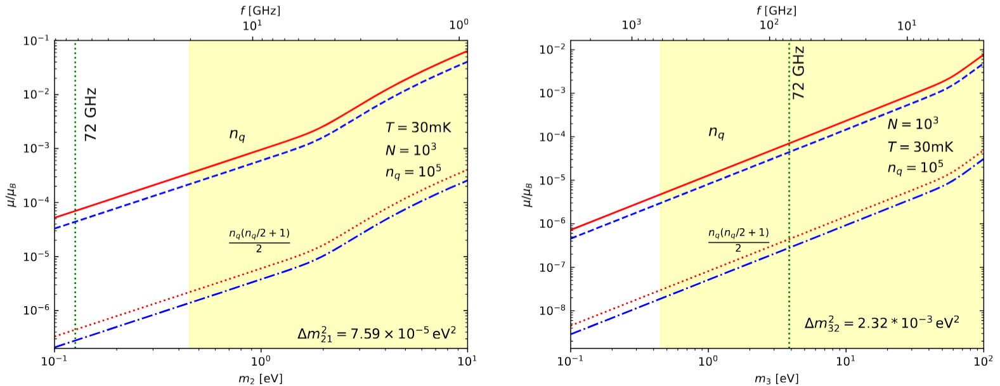 f [GHz]
10¹ 10⁰
10⁻¹
10⁻²
10⁻³
10⁻⁴
10⁻⁵
10⁻⁶
μ/μ_B
72 GHz
n_q
T = 30mK
N = 10³
n_q = 10⁵
n_q(n_q/2 + 1)
2
Δm²₂₁ = 7.59 × 10⁻⁵ eV²
10⁻¹ 10⁰ 10¹
m₂ [eV]
f [GHz]
10³ 10² 10¹
10⁻²
10⁻³
10⁻⁴
10⁻⁵
10⁻⁶
10⁻⁷
10⁻⁸
μ/μ_B
72 GHz
n_q
N = 10³
T = 30mK
n_q = 10⁵
n_q(n_q/2 + 1)
2
Δm²₃₂ = 2.32 * 10⁻³ eV²
10⁻¹ 10⁰ 10¹ 10²
m₃ [eV]